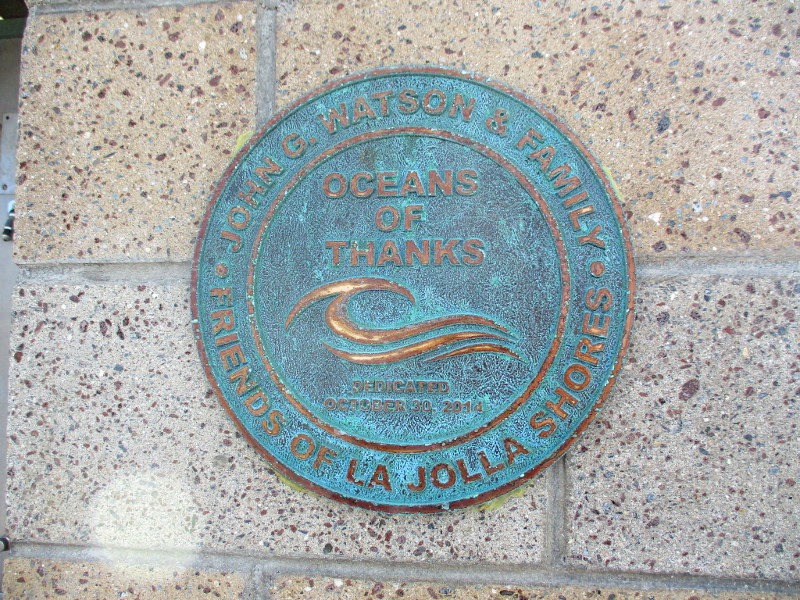 JOHN G. WATSON & FAMILY
OCEANS
OF
THANKS
DEDICATED
OCTOBER 30, 2014
• FRIENDS OF LA JOLLA SHORES •